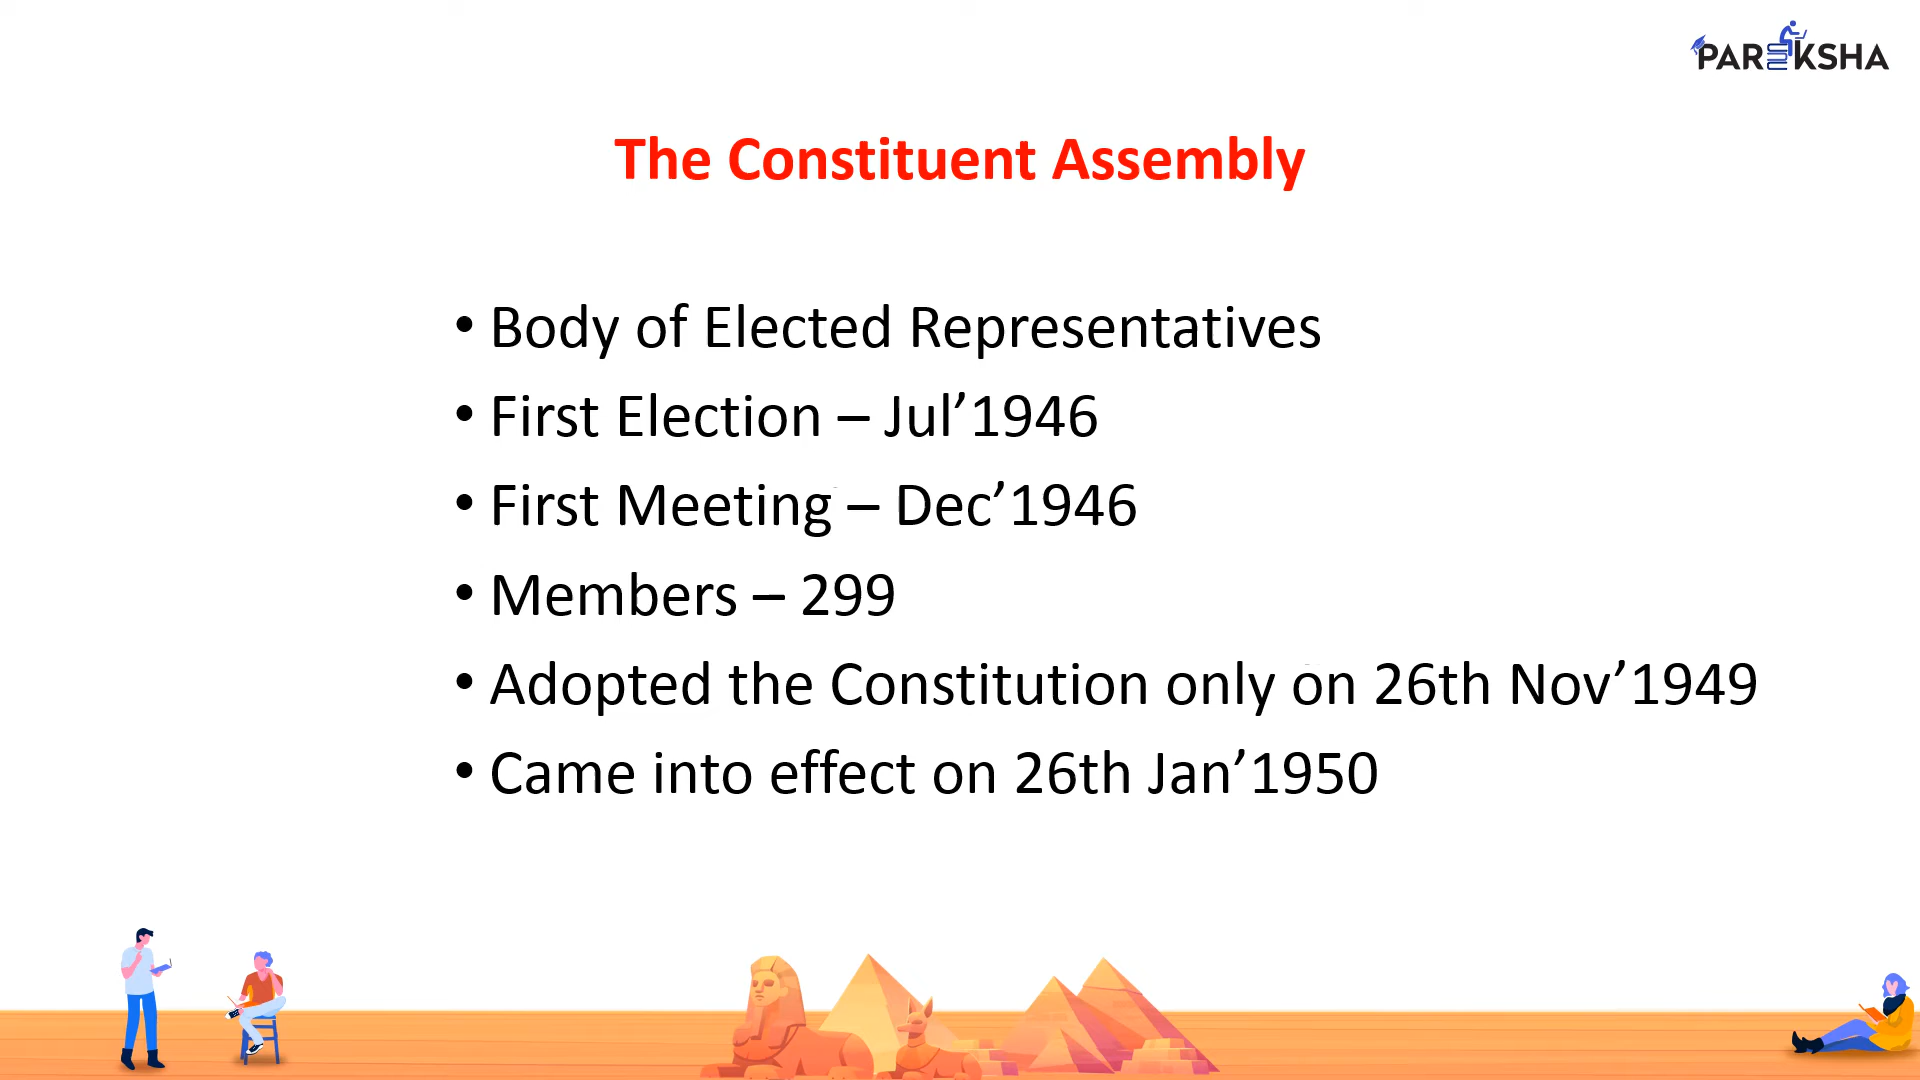 PAREEKSHA
The Constituent Assembly
• Body of Elected Representatives
• First Election – Jul’1946
• First Meeting – Dec’1946
• Members – 299
• Adopted the Constitution only on 26th Nov’1949
• Came into effect on 26th Jan’1950